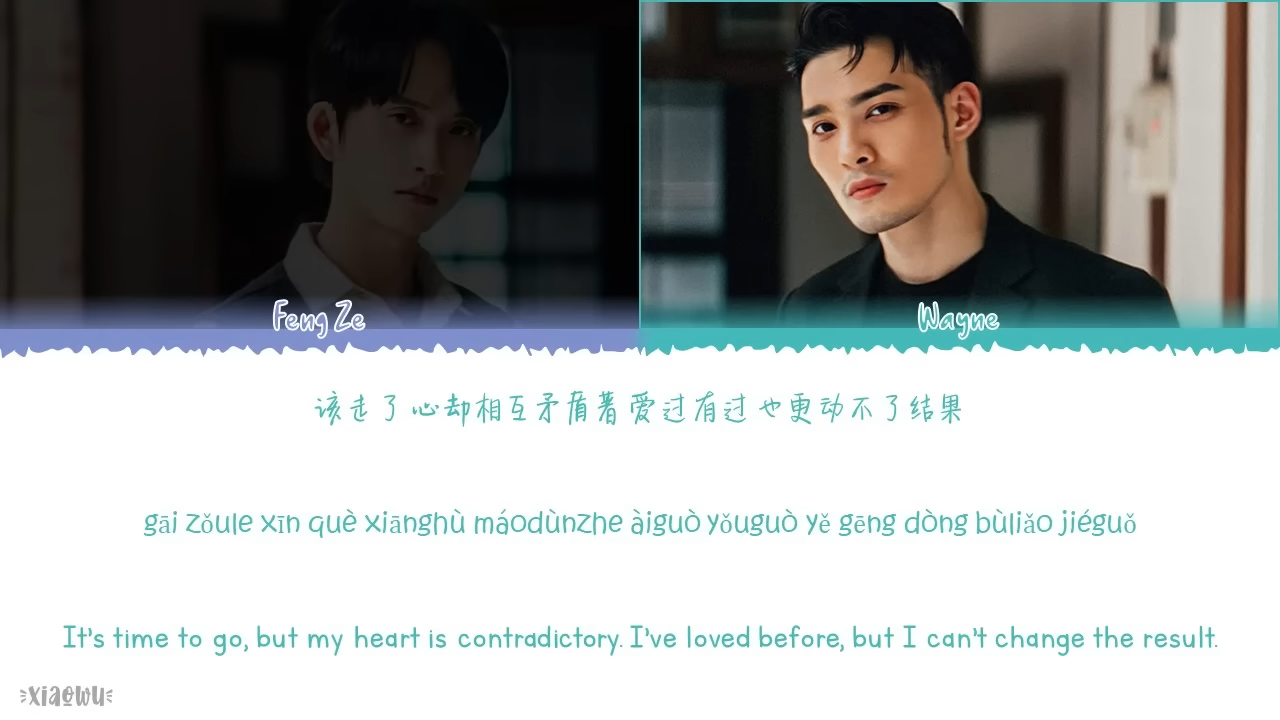 Feng Ze
Wayne
该走了心却相互矛盾著爱过有过也更动不了结果
gāi zǒule xīn què xiānghù máodùnzhe àiguò yǒuguò yě gēng dòng bùliǎo jiéguǒ
It's time to go, but my heart is contradictory. I've loved before, but I can't change the result.
xiaowu